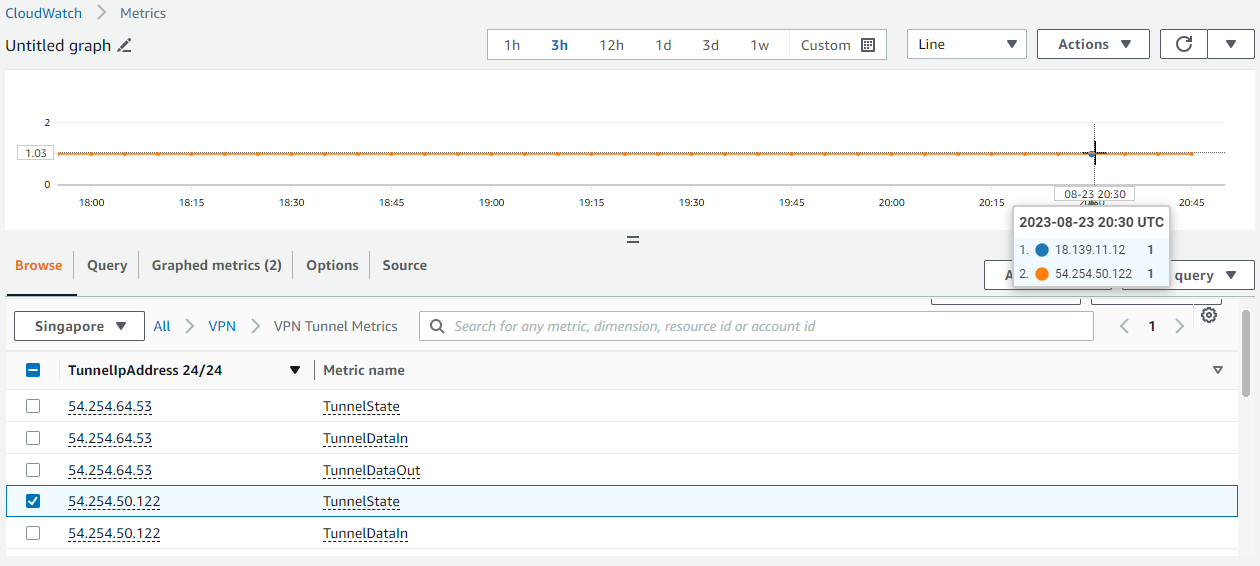 CloudWatch Metrics
Untitled graph
1h 3h 12h 1d 3d 1w Custom
Line
Actions
2
1.03
0
08-23 20:30
18:00 18:15 18:30 18:45 19:00 19:15 19:30 19:45 20:00 20:15 20:30 20:45
2023-08-23 20:30 UTC
1. 18.139.11.12 1
2. 54.254.50.122 1
Browse Query Graphed metrics (2) Options Source
query
Singapore All VPN VPN Tunnel Metrics
Search for any metric, dimension, resource id or account id
1
TunnelIpAddress 24/24 Metric name
54.254.64.53 TunnelState
54.254.64.53 TunnelDataIn
54.254.64.53 TunnelDataOut
54.254.50.122 TunnelState
54.254.50.122 TunnelDataIn